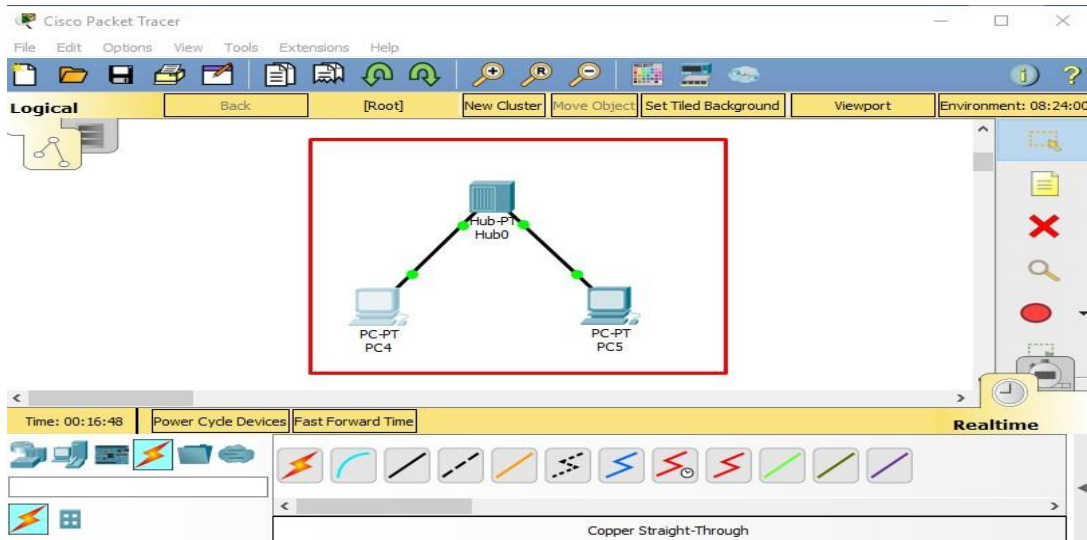 Cisco Packet Tracer
File Edit Options View Tools Extensions Help
Logical Back [Root] New Cluster Move Object Set Tiled Background Viewport Environment: 08:24:00
Hub-PT
Hub0
PC-PT
PC4
PC-PT
PC5
Time: 00:16:48 Power Cycle Devices Fast Forward Time Realtime
Copper Straight-Through